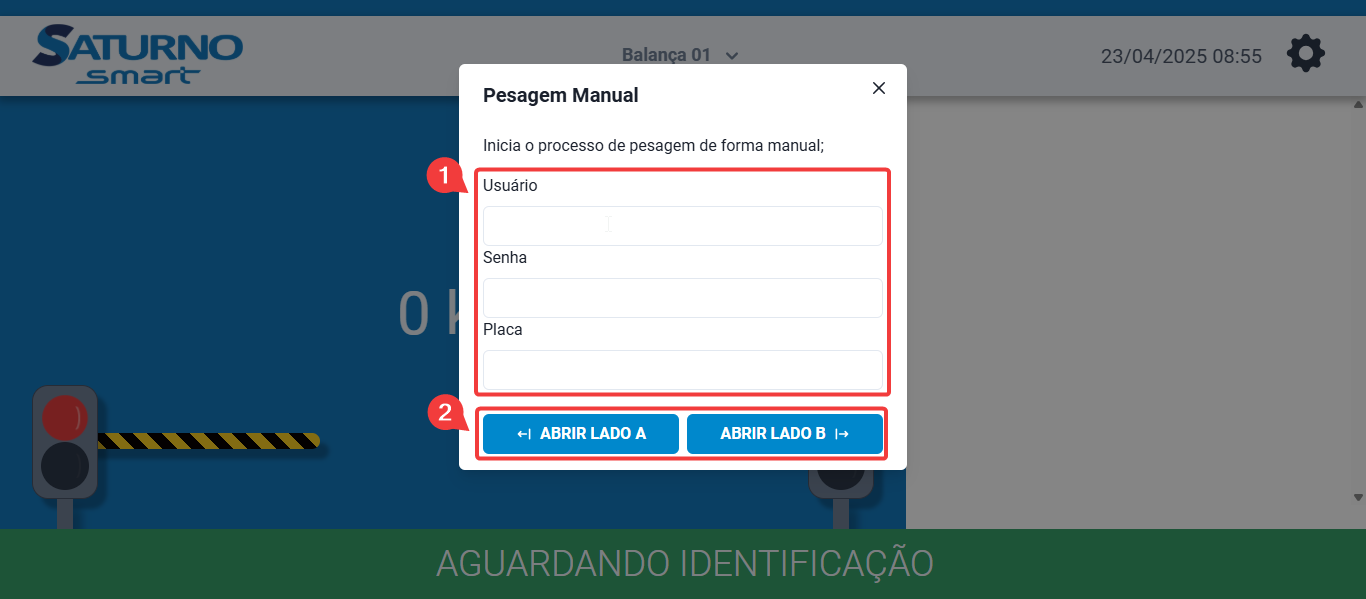 SATURNO
smart
Balança 01
23/04/2025 08:55
Pesagem Manual
Inicia o processo de pesagem de forma manual;
1
Usuário
Senha
0
Placa
2
ABRIR LADO A
ABRIR LADO B
AGUARDANDO IDENTIFICAÇÃO